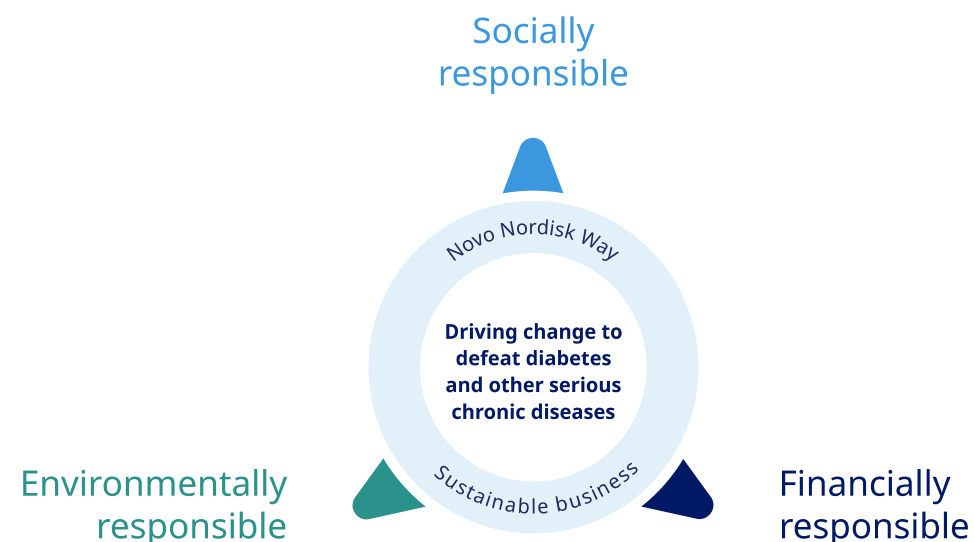 Socially
responsible
Novo Nordisk Way
Driving change to
defeat diabetes
and other serious
chronic diseases
Sustainable business
Environmentally
responsible
Financially
responsible